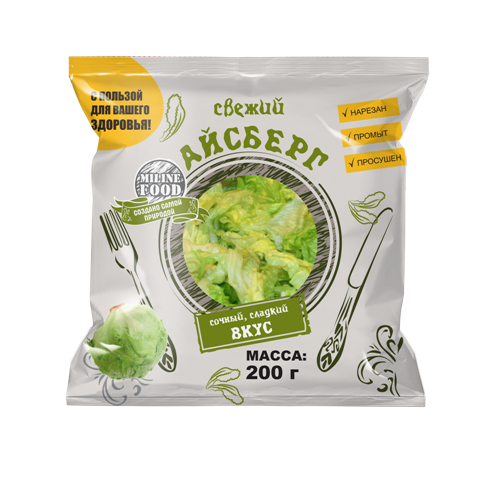 С ПОЛЬЗОЙ
ДЛЯ ВАШЕГО
ЗДОРОВЬЯ!
свежий
АЙСБЕРГ
✓ НАРЕЗАН
✓ ПРОМЫТ
✓ ПРОСУШЕН
MILINE
FOOD
СОЗДАНО САМОЙ
ПРИРОДОЙ
сочный, сладкий
ВКУС
МАССА:
200 г